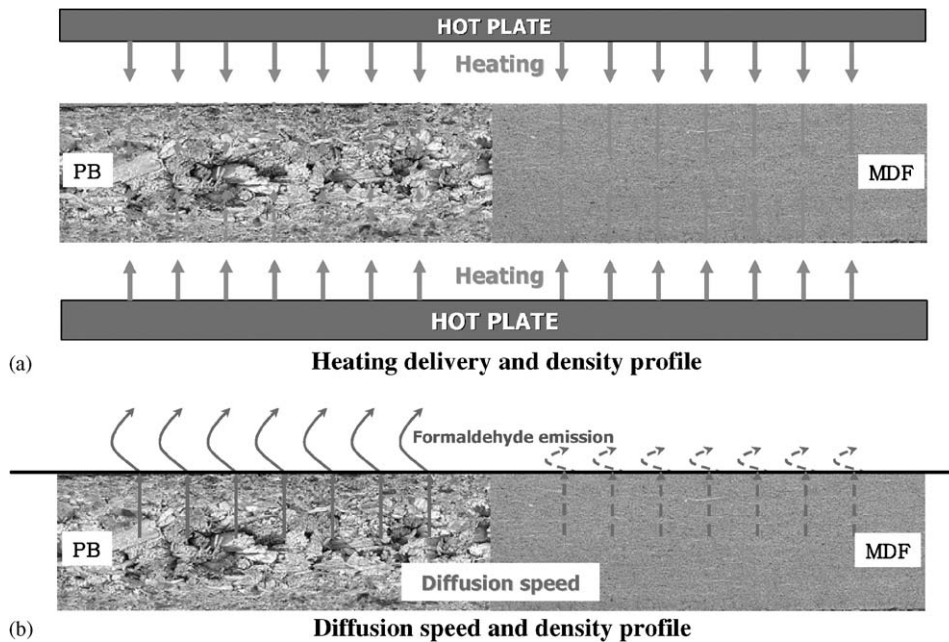 HOT PLATE
Heating
PB
MDF
Heating
HOT PLATE
(a) Heating delivery and density profile
Formaldehyde emission
PB
MDF
Diffusion speed
(b) Diffusion speed and density profile